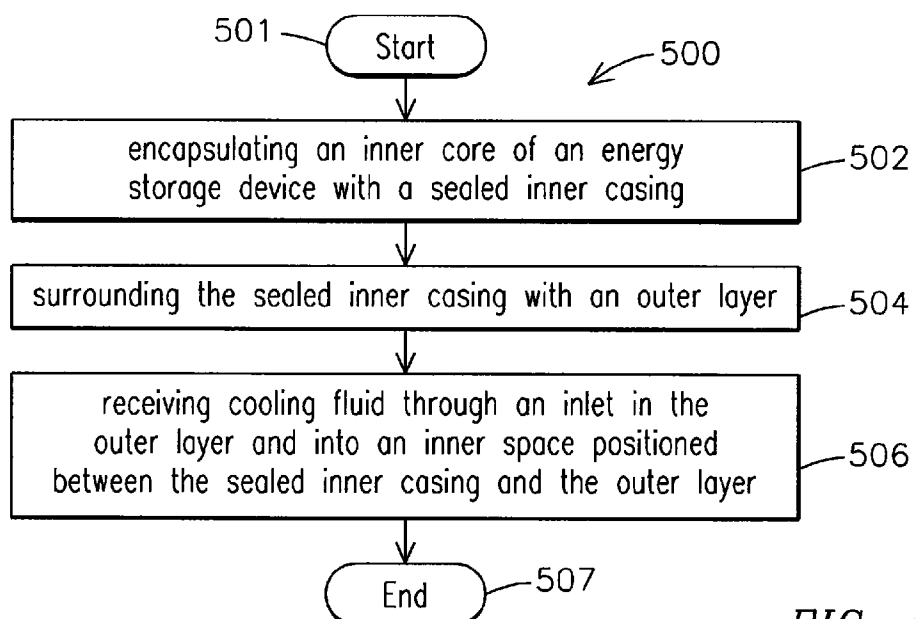 501
Start
500
encapsulating an inner core of an energy
storage device with a sealed inner casing
502
surrounding the sealed inner casing with an outer layer
504
receiving cooling fluid through an inlet in the
outer layer and into an inner space positioned
between the sealed inner casing and the outer layer
506
End
507
FIG.